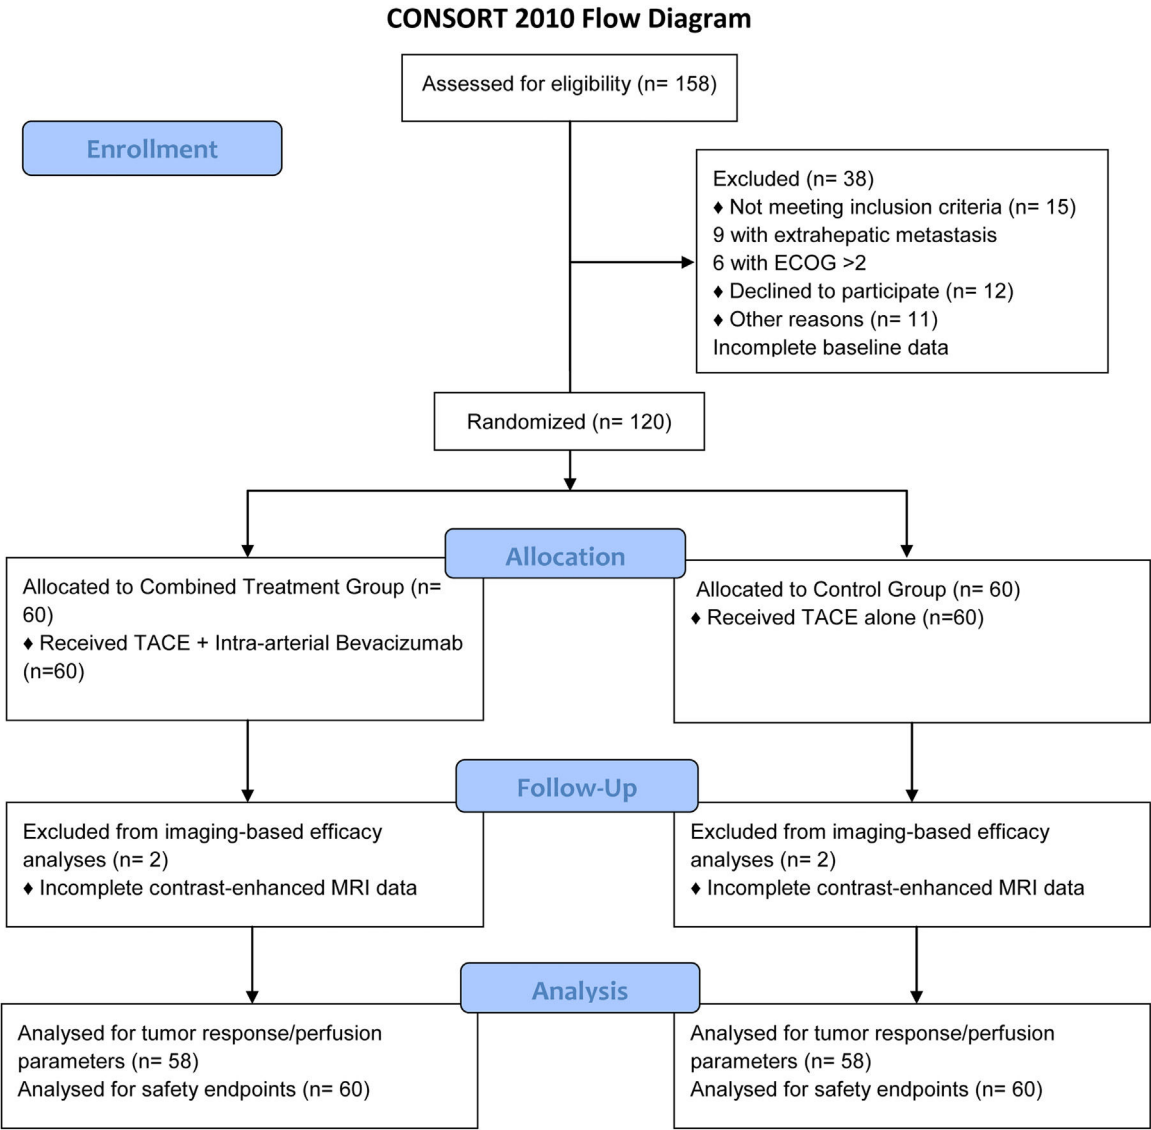 CONSORT 2010 Flow Diagram
Assessed for eligibility (n= 158)
Enrollment
Excluded (n= 38)
♦ Not meeting inclusion criteria (n= 15)
9 with extrahepatic metastasis
6 with ECOG >2
♦ Declined to participate (n= 12)
♦ Other reasons (n= 11)
Incomplete baseline data
Randomized (n= 120)
Allocation
Allocated to Combined Treatment Group (n=
60)
♦ Received TACE + Intra-arterial Bevacizumab
(n=60)
Allocated to Control Group (n= 60)
♦ Received TACE alone (n=60)
Follow-Up
Excluded from imaging-based efficacy
analyses (n= 2)
♦ Incomplete contrast-enhanced MRI data
Excluded from imaging-based efficacy
analyses (n= 2)
♦ Incomplete contrast-enhanced MRI data
Analysis
Analysed for tumor response/perfusion
parameters (n= 58)
Analysed for safety endpoints (n= 60)
Analysed for tumor response/perfusion
parameters (n= 58)
Analysed for safety endpoints (n= 60)